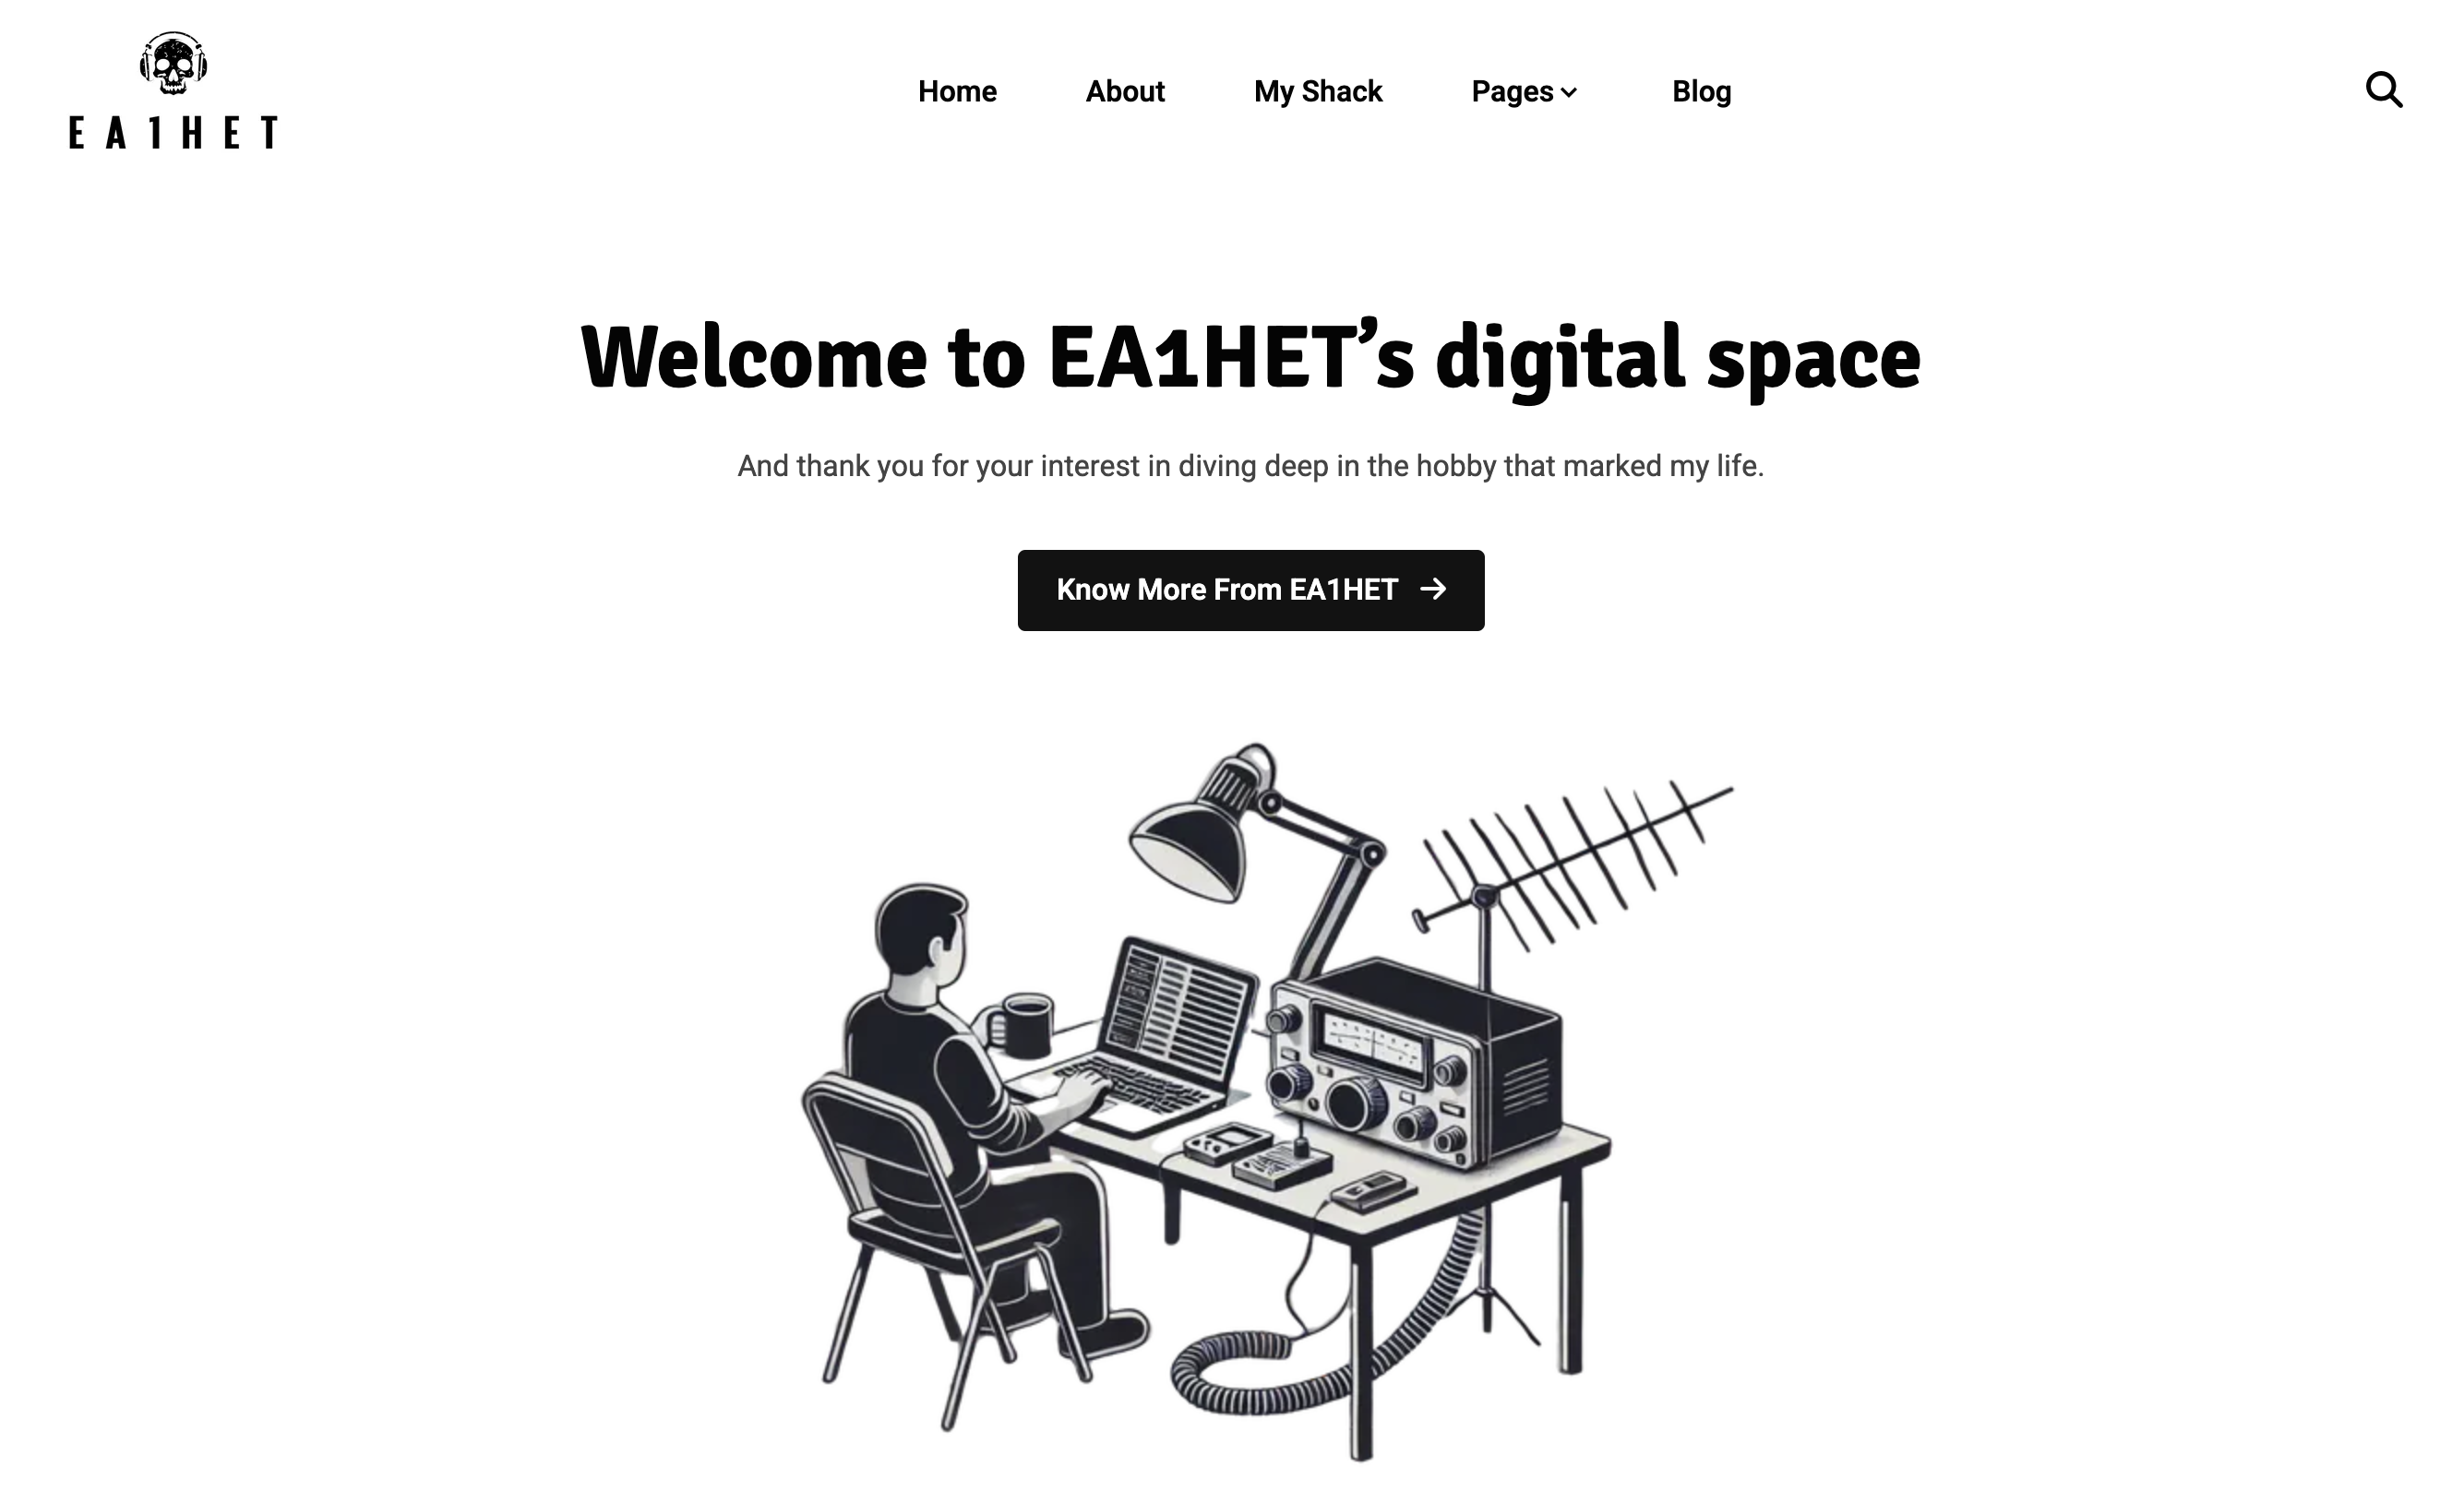 EA1HET
Home
About
My Shack
Pages
Blog
Welcome to EA1HET’s digital space
And thank you for your interest in diving deep in the hobby that marked my life.
Know More From EA1HET